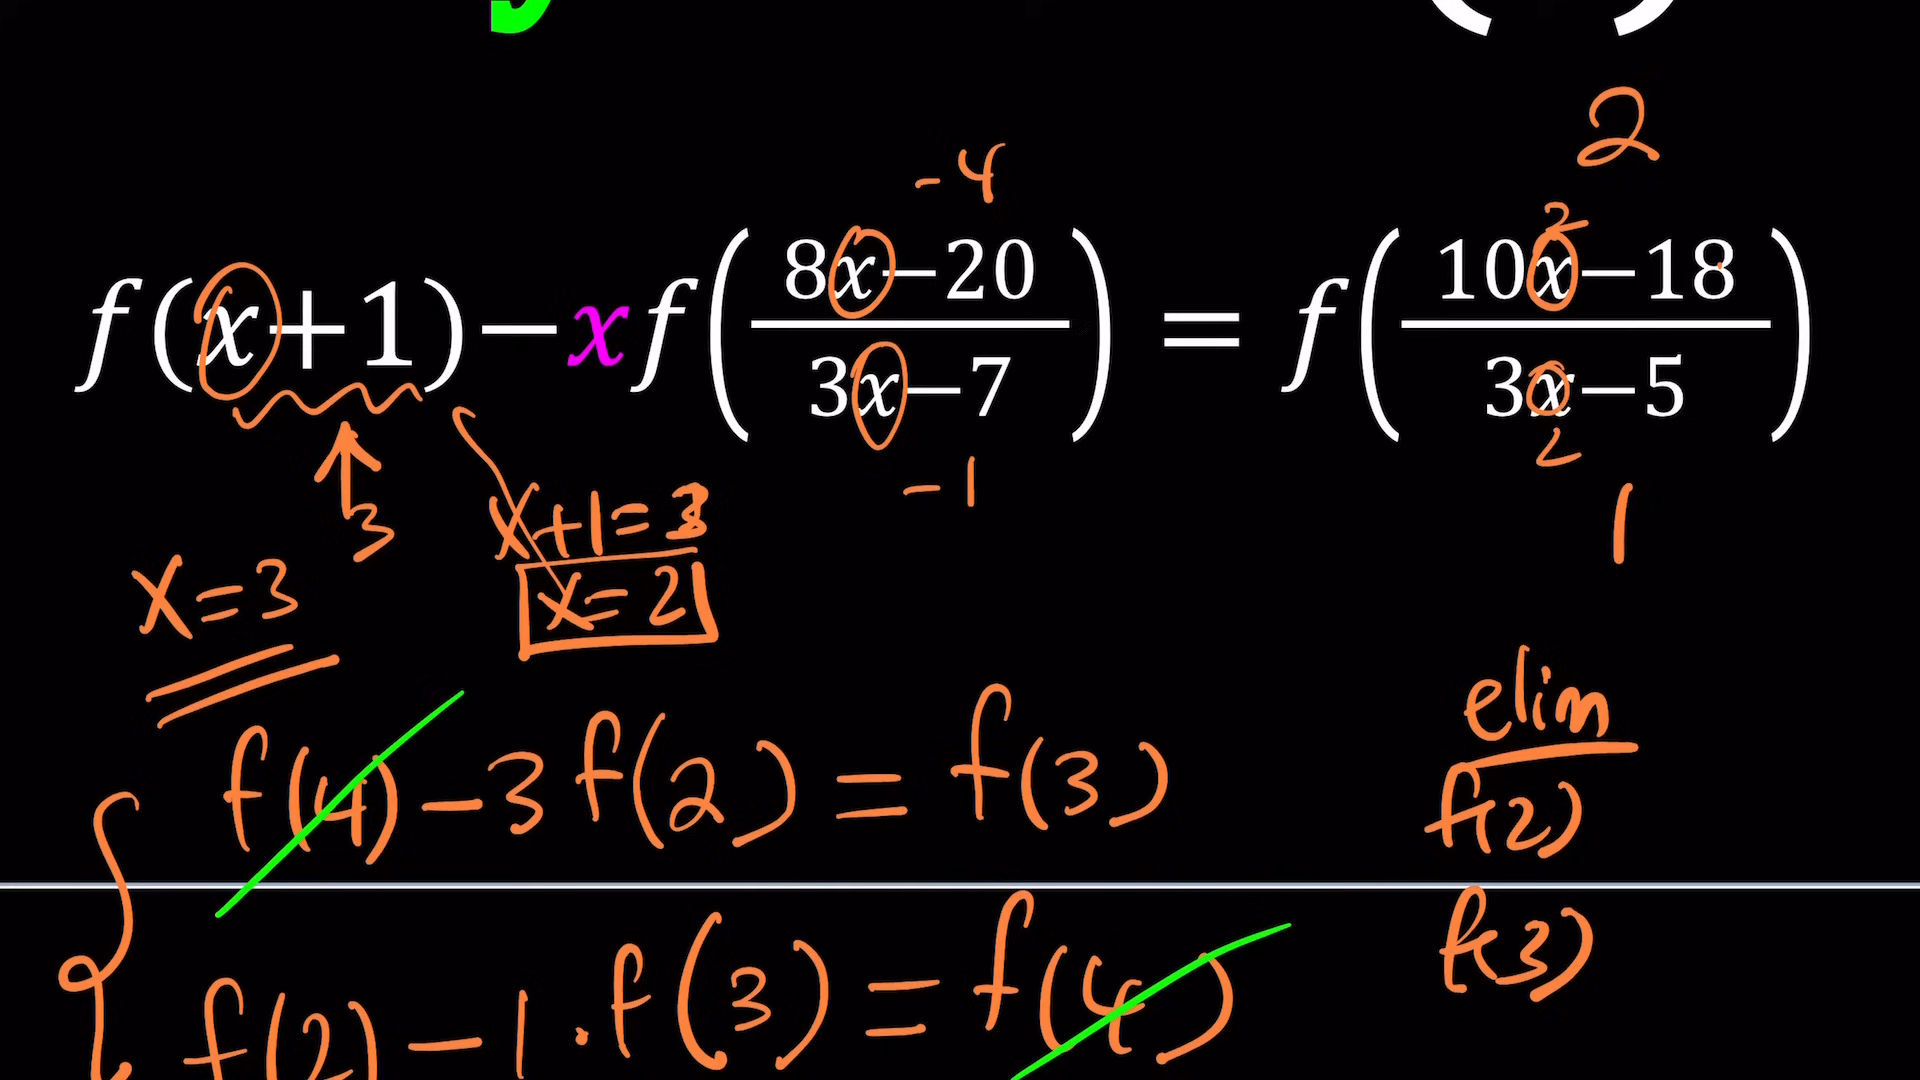 -4
2
2
f(x+1)-xf((8x-20)/(3x-7))=f((10x-18)/(3x-5))
2
-1
1
3
x+1=3
x=3
x=2
elim
f(4)-3f(2)=f(3)
f(2)
f(3)
f(2)-1·f(3)=f(4)